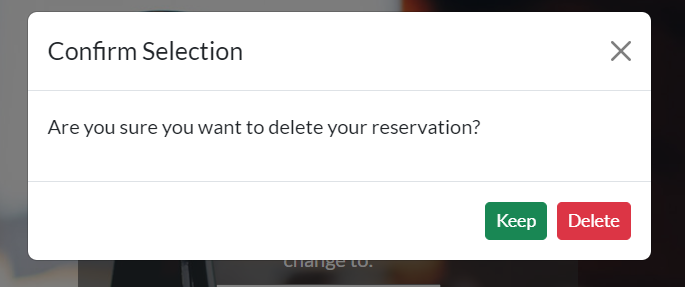 Confirm Selection
Are you sure you want to delete your reservation?
Keep Delete
change to: